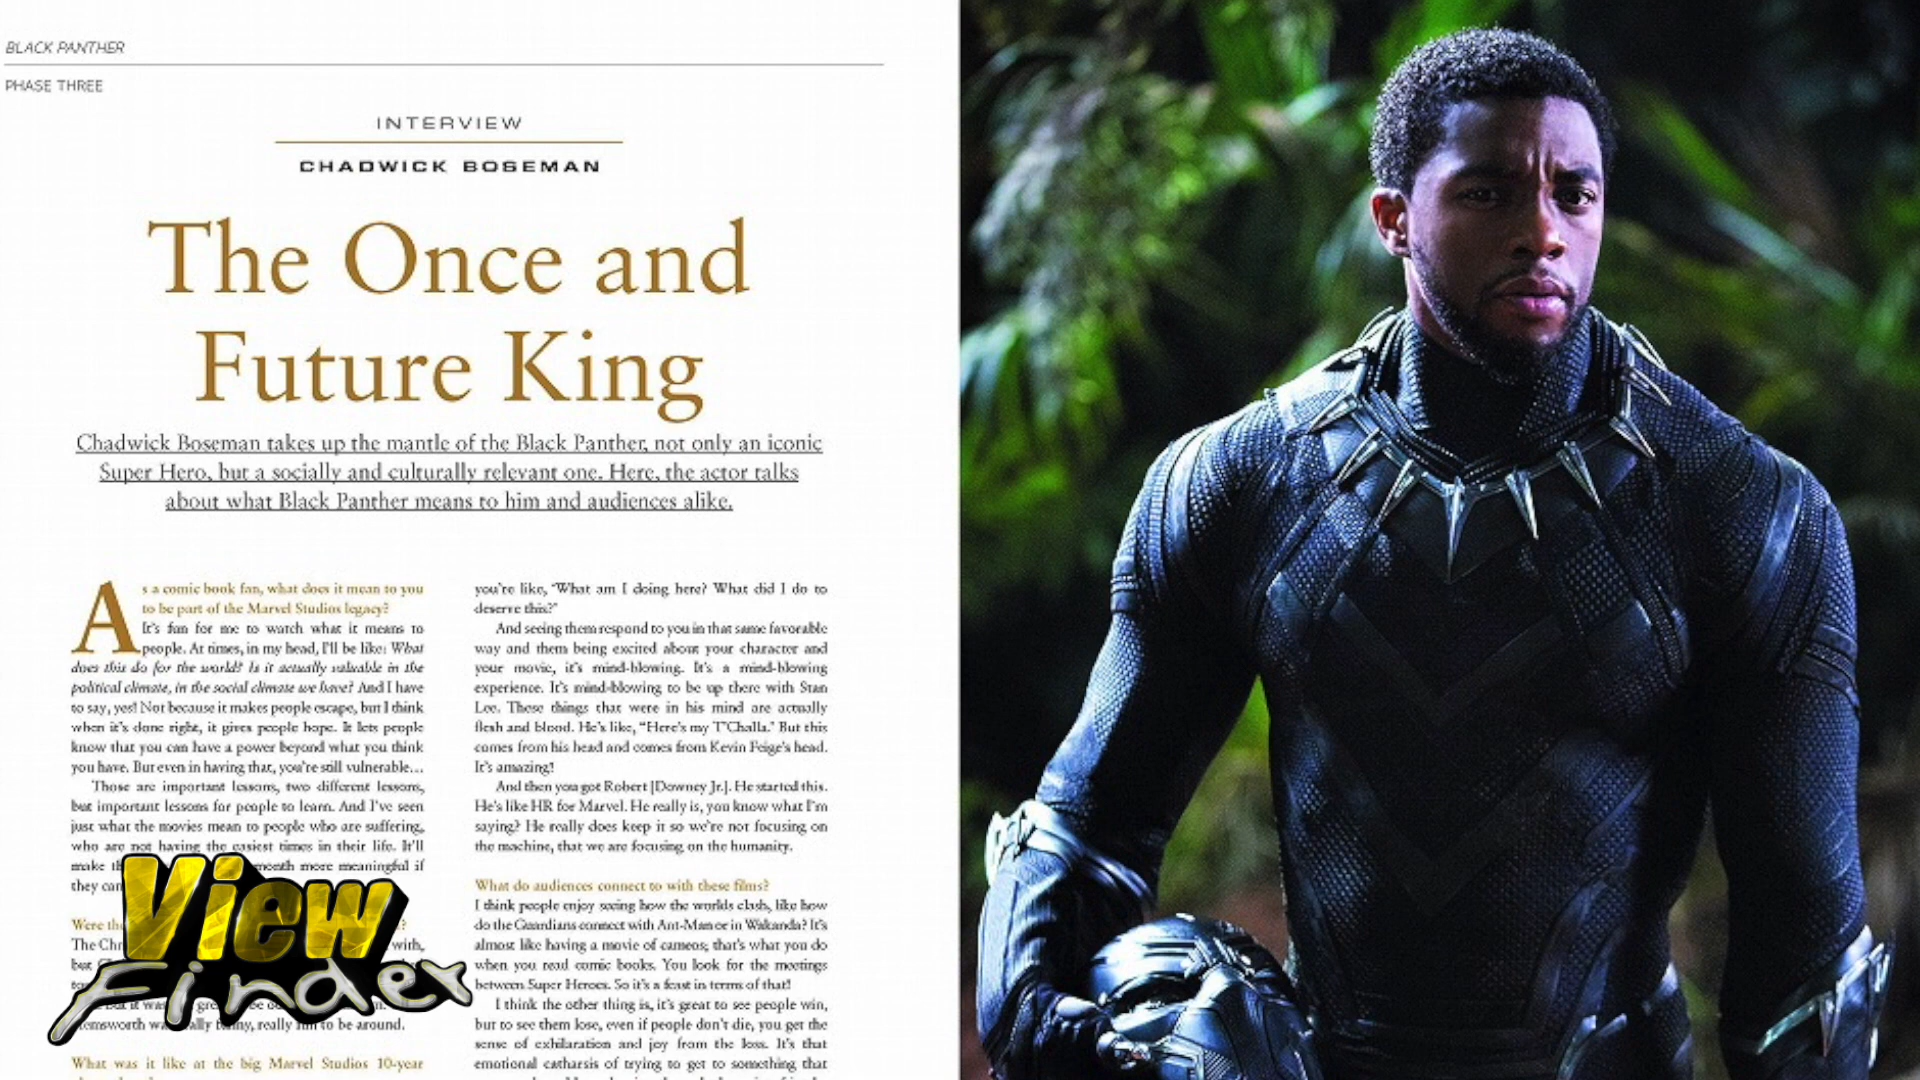 BLACK PANTHER
PHASE THREE
INTERVIEW
CHADWICK BOSEMAN
The Once and
Future King
Chadwick Boseman takes up the mantle of the Black Panther, not only an iconic
Super Hero, but a socially and culturally relevant one. Here, the actor talks
about what Black Panther means to him and audiences alike.
As a comic book fan, what does it mean to you
to be part of the Marvel Studios legacy?
It's fun for me to watch what it means to
people. At times, in my head, I'll be like: What
does this do for the world? Is it actually valuable in the
political climate, in the social climate we have? And I have
to say, yes! Not because it makes people escape, but I think
when it's done right, it gives people hope. It lets people
know that you can have a power beyond what you think
you have. But even in having that, you're still vulnerable...
Those are important lessons, two different lessons,
but important lessons for people to learn. And I've seen
just what the movies mean to people who are suffering,
who are not having the easiest times in their life. It'll
make month more meaningful if
they can
Were
The with,
but
it was
really funny, really fun to be around.
What was it like at the big Marvel Studios 10-year
you're like, 'What am I doing here? What did I do to
deserve this?'
And seeing them respond to you in that same favorable
way and them being excited about your character and
your movie, it's mind-blowing. It's a mind-blowing
experience. It's mind-blowing to be up there with Stan
Lee. These things that were in his mind are actually
flesh and blood. He's like, "Here's my T'Challa." But this
comes from his head and comes from Kevin Feige's head.
It's amazing!
And then you got Robert [Downey Jr.]. He started this.
He's like HR for Marvel. He really is, you know what I'm
saying? He really does keep it so we're not focusing on
the machine, that we are focusing on the humanity.
What do audiences connect to with these films?
I think people enjoy seeing how the worlds clash, like how
do the Guardians connect with Ant-Man or in Wakanda? It's
almost like having a movie of cameos; that's what you do
when you read comic books. You look for the meetings
between Super Heroes. So it's a feast in terms of that!
I think the other thing is, it's great to see people win,
but to see them lose, even if people don't die, you get the
sense of exhilaration and joy from the loss. It's that
emotional catharsis of trying to get to something that
View
Finder